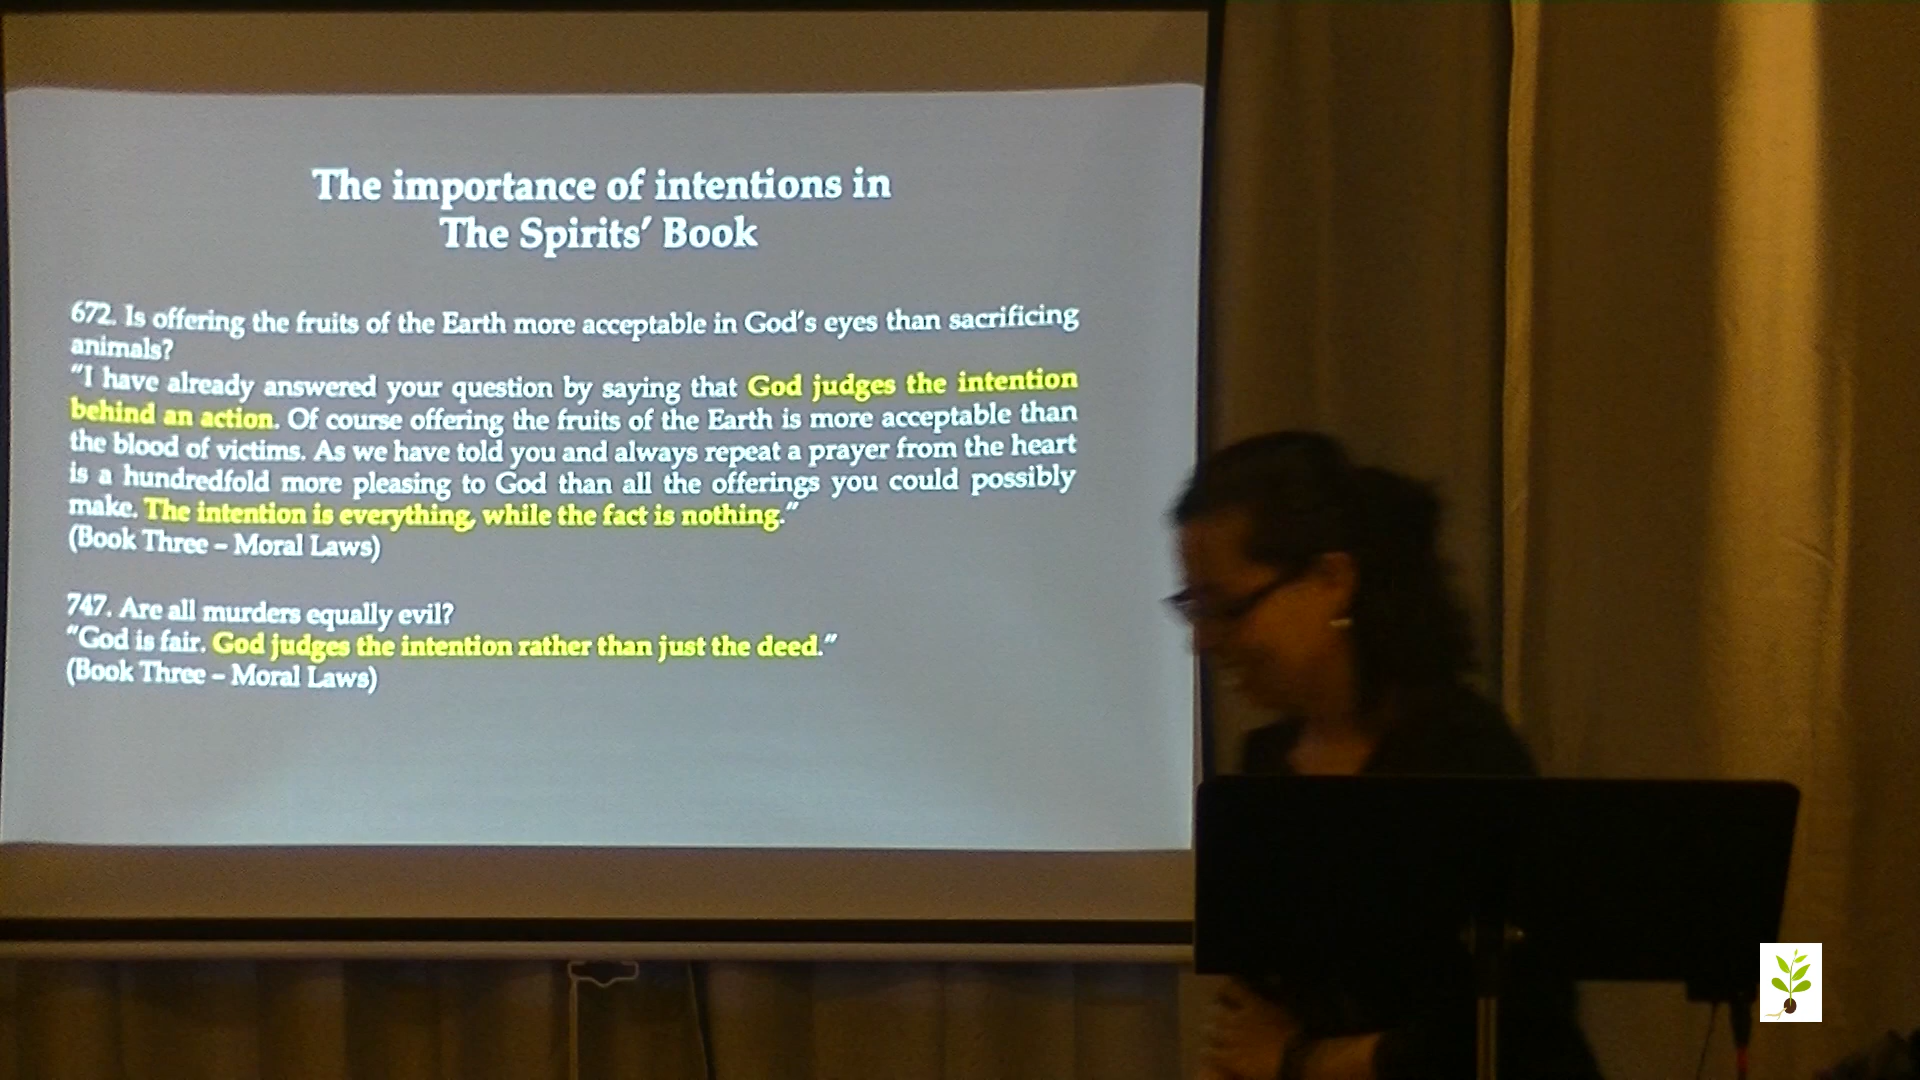 The importance of intentions in
The Spirits' Book
672. Is offering the fruits of the Earth more acceptable in God's eyes than sacrificing
animals?
"I have already answered your question by saying that God judges the intention
behind an action. Of course offering the fruits of the Earth is more acceptable than
the blood of victims. As we have told you and always repeat a prayer from the heart
is a hundredfold more pleasing to God than all the offerings you could possibly
make. The intention is everything, while the fact is nothing."
(Book Three – Moral Laws)
747. Are all murders equally evil?
"God is fair. God judges the intention rather than just the deed."
(Book Three – Moral Laws)